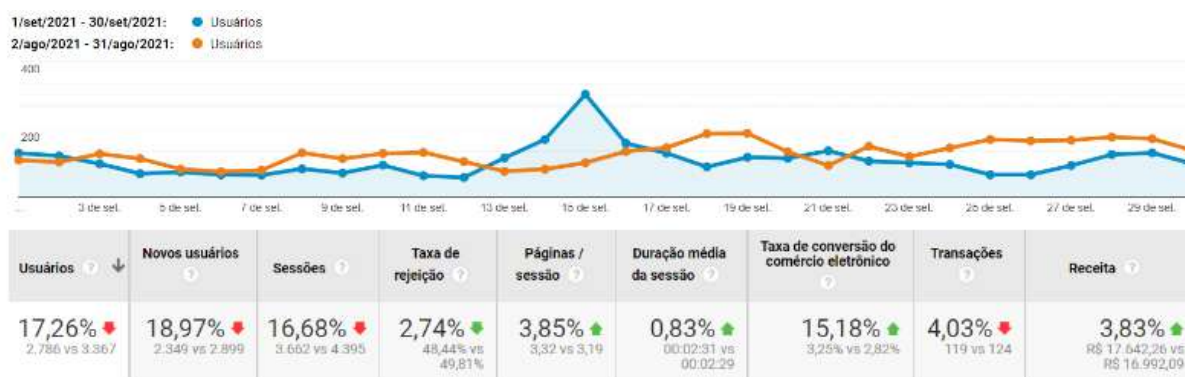 1/set/2021 - 30/set/2021: Usuários
2/ago/2021 - 31/ago/2021: Usuários
400
200
... 3 de set. 5 de set. 7 de set. 9 de set. 11 de set. 13 de set. 15 de set. 17 de set. 19 de set. 21 de set. 23 de set. 25 de set. 27 de set. 29 de set.
Usuários ? Novos usuários ? Sessões ? Taxa de rejeição ? Páginas / sessão ? Duração média da sessão ? Taxa de conversão do comércio eletrônico ? Transações ? Receita ?
17,26% 18,97% 16,68% 2,74% 3,85% 0,83% 15,18% 4,03% 3,83%
2.786 vs 3.367 2.349 vs 2.899 3.662 vs 4.395 48,44% vs 49,81% 3,32 vs 3,19 00:02:31 vs 00:02:29 3,25% vs 2,82% 119 vs 124 R$ 17.642,26 vs R$ 16.992,09